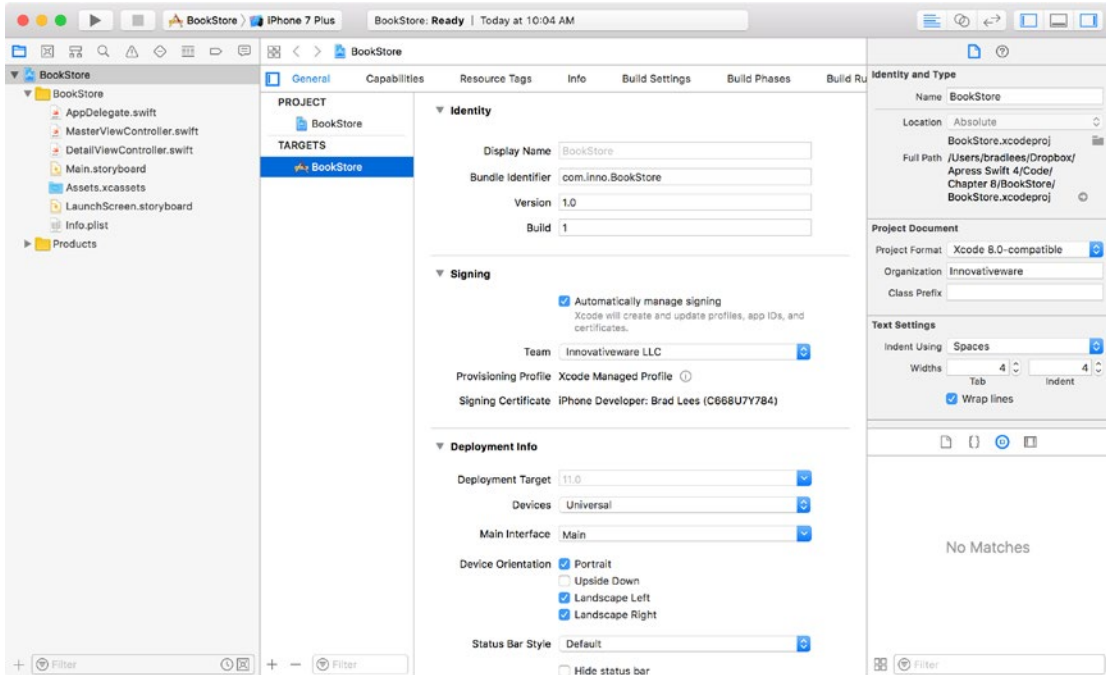 BookStore iPhone 7 Plus BookStore: Ready | Today at 10:04 AM
BookStore
BookStore
AppDelegate.swift
MasterViewController.swift
DetailViewController.swift
Main.storyboard
Assets.xcassets
LaunchScreen.storyboard
Info.plist
Products
Filter
BookStore
General Capabilities Resource Tags Info Build Settings Build Phases Build Ru
PROJECT
BookStore
TARGETS
BookStore
Filter
Identity
Display Name BookStore
Bundle Identifier com.inno.BookStore
Version 1.0
Build 1
Signing
Automatically manage signing
Xcode will create and update profiles, app IDs, and
certificates.
Team Innovativeware LLC
Provisioning Profile Xcode Managed Profile
Signing Certificate iPhone Developer: Brad Lees (C668U7Y784)
Deployment Info
Deployment Target 11.0
Devices Universal
Main Interface Main
Device Orientation Portrait
Upside Down
Landscape Left
Landscape Right
Status Bar Style Default
Hide status bar
Identity and Type
Name BookStore
Location Absolute
BookStore.xcodeproj
Full Path /Users/bradlees/Dropbox/
Apress Swift 4/Code/
Chapter 8/BookStore/
BookStore.xcodeproj
Project Document
Project Format Xcode 8.0-compatible
Organization Innovativeware
Class Prefix
Text Settings
Indent Using Spaces
Widths 4 4
Tab Indent
Wrap lines
No Matches
Filter